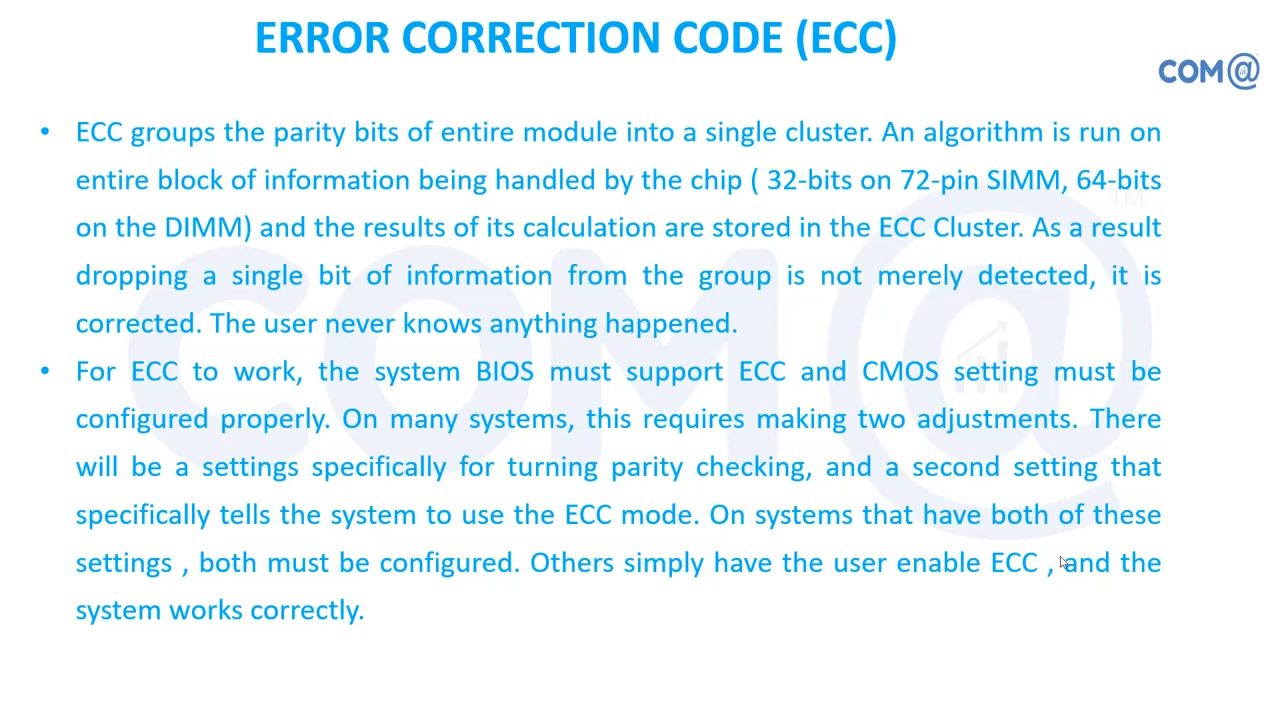 ERROR CORRECTION CODE (ECC)
COM@
• ECC groups the parity bits of entire module into a single cluster. An algorithm is run on
entire block of information being handled by the chip ( 32-bits on 72-pin SIMM, 64-bits
on the DIMM) and the results of its calculation are stored in the ECC Cluster. As a result
dropping a single bit of information from the group is not merely detected, it is
corrected. The user never knows anything happened.
• For ECC to work, the system BIOS must support ECC and CMOS setting must be
configured properly. On many systems, this requires making two adjustments. There
will be a settings specifically for turning parity checking, and a second setting that
specifically tells the system to use the ECC mode. On systems that have both of these
settings , both must be configured. Others simply have the user enable ECC , and the
system works correctly.
COM@
TM